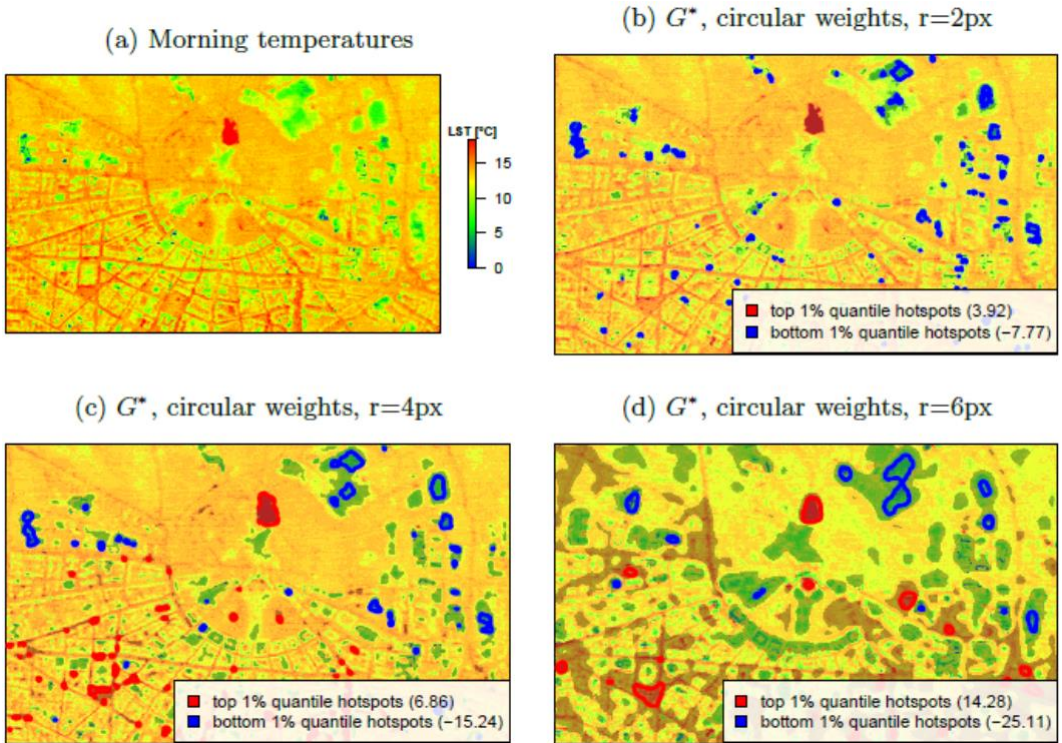 (a) Morning temperatures
LST [°C]
15
10
5
0
(b) G*, circular weights, r=2px
top 1% quantile hotspots (3.92)
bottom 1% quantile hotspots (−7.77)
(c) G*, circular weights, r=4px
top 1% quantile hotspots (6.86)
bottom 1% quantile hotspots (−15.24)
(d) G*, circular weights, r=6px
top 1% quantile hotspots (14.28)
bottom 1% quantile hotspots (−25.11)